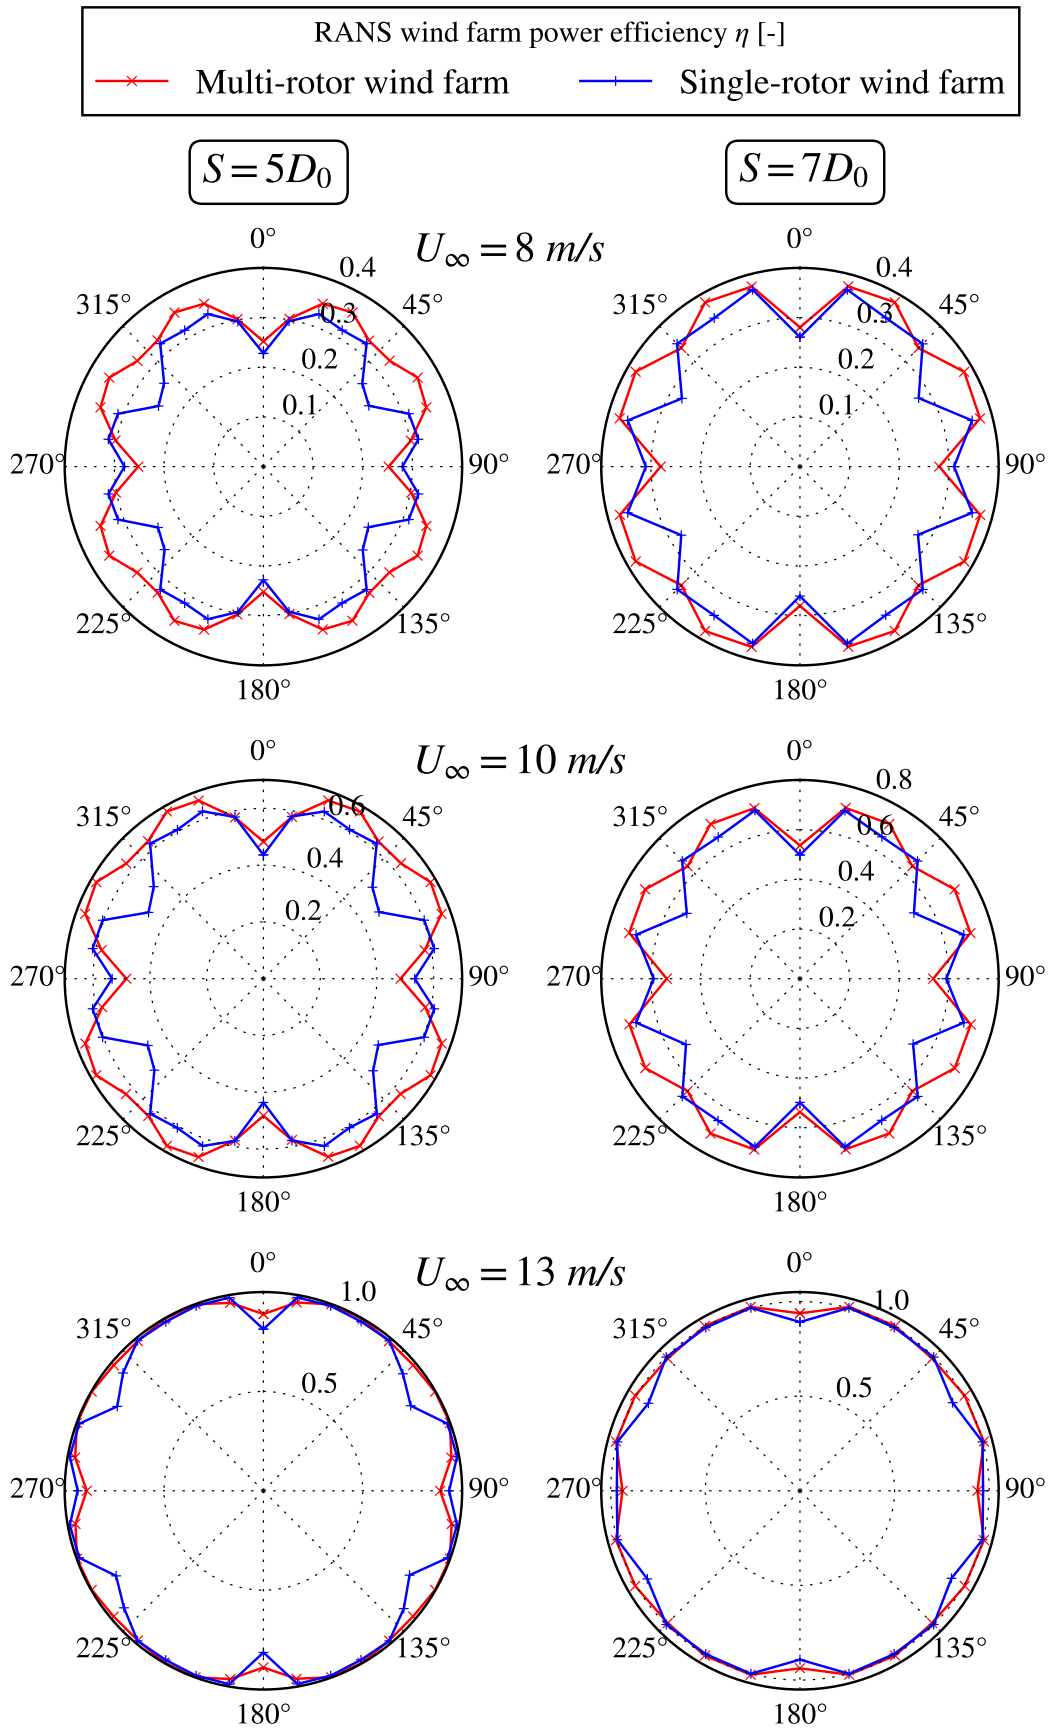 RANS wind farm power efficiency η [-]
Multi-rotor wind farm Single-rotor wind farm
S = 5D₀ S = 7D₀
U∞ = 8 m/s
0° 0°
0.4 0.4
315° 45° 315° 45°
0.3 0.3
0.2 0.2
0.1 0.1
270° 90° 270° 90°
225° 135° 225° 135°
180° 180°
U∞ = 10 m/s
0° 0°
0.8
315° 0.6 45° 315° 45°
0.6
0.4 0.4
0.2 0.2
270° 90° 270° 90°
225° 135° 225° 135°
180° 180°
U∞ = 13 m/s
0° 0°
1.0 1.0
315° 45° 315° 45°
0.5 0.5
270° 90° 270° 90°
225° 135° 225° 135°
180° 180°